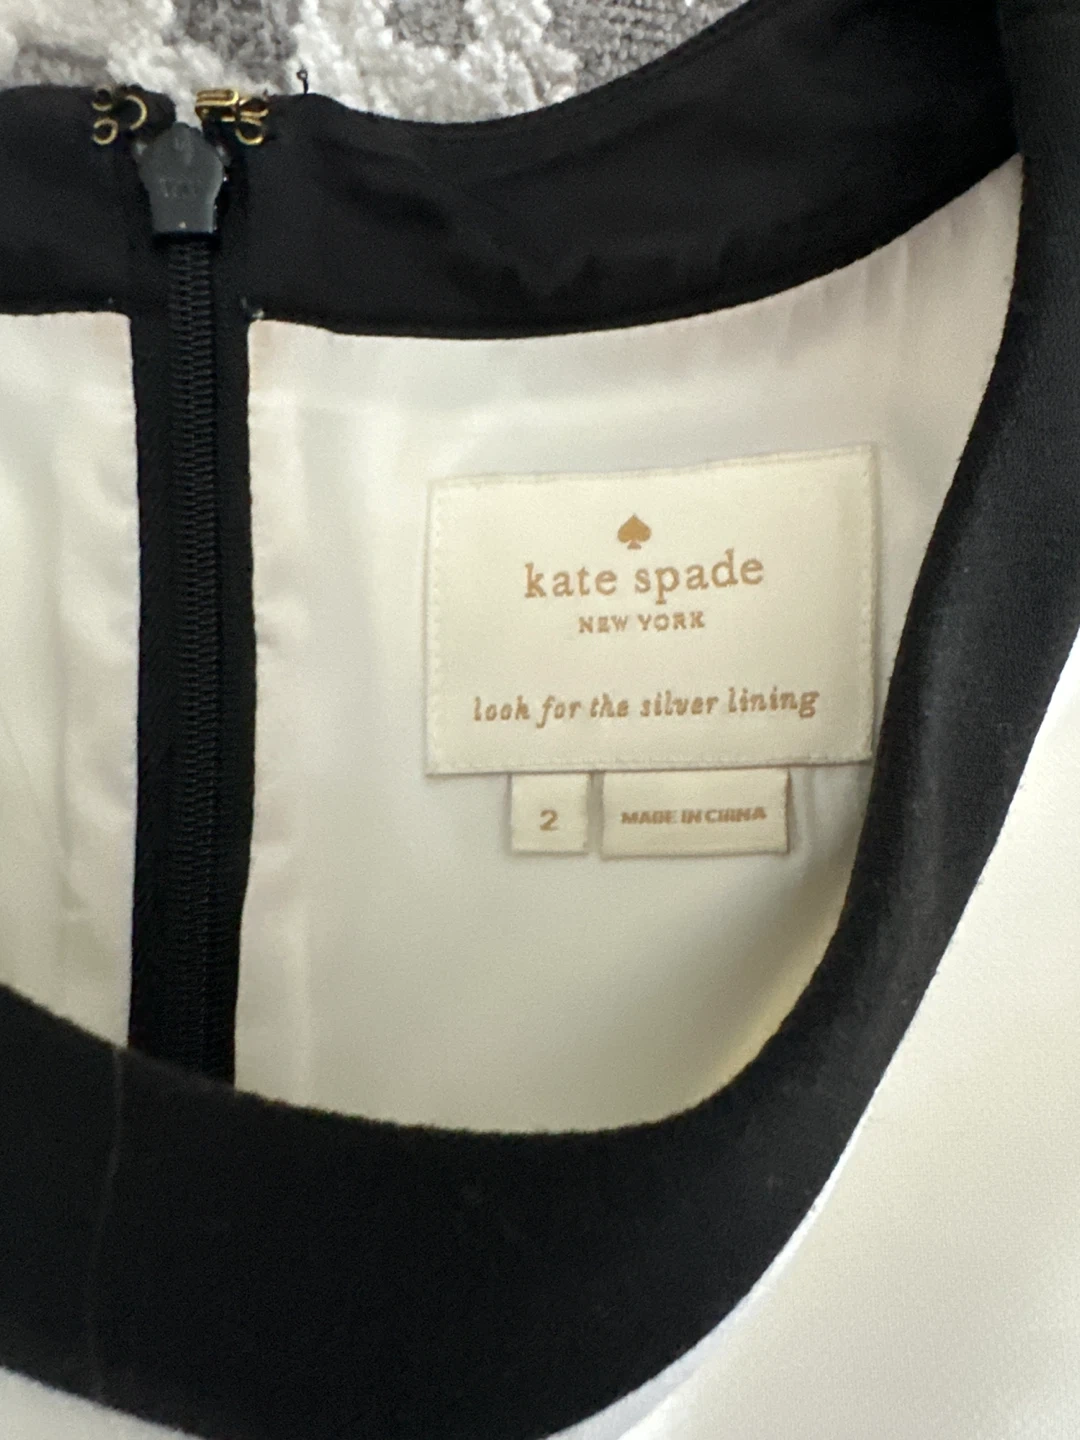 kate spade
NEW YORK
look for the silver lining
2
MADE IN CHINA